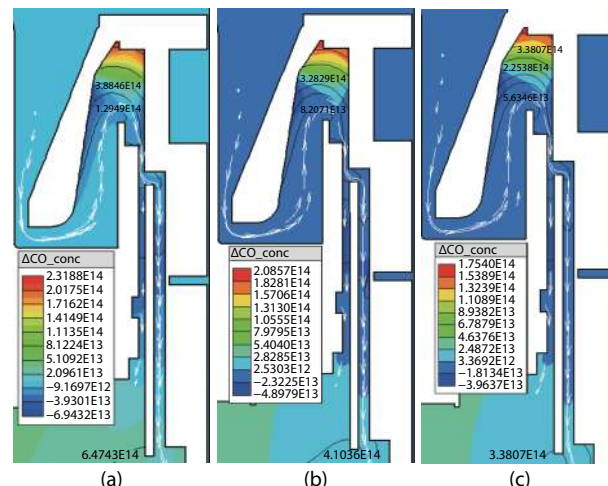 3.8846E14
1.2949E14
ΔCO_conc
2.3188E14
2.0175E14
1.7162E14
1.4149E14
1.1135E14
8.1224E13
5.1092E13
2.0961E13
−9.1697E12
−3.9301E13
−6.9432E13
6.4743E14
(a)
3.2829E14
8.2071E13
ΔCO_conc
2.0857E14
1.8281E14
1.5706E14
1.3130E14
1.0555E14
7.9795E13
5.4040E13
2.8285E13
2.5303E12
−2.3225E13
−4.8979E13
4.1036E14
(b)
3.3807E14
2.2538E14
5.6346E13
ΔCO_conc
1.7540E14
1.5389E14
1.3239E14
1.1089E14
8.9382E13
6.7879E13
4.6376E13
2.4872E13
3.3692E12
−1.8134E13
−3.9637E13
3.3807E14
(c)